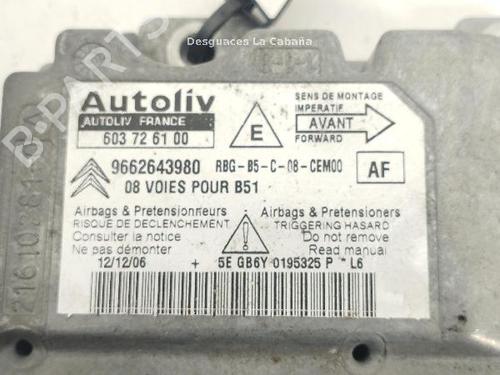 Desguaces La Cabaña
B-PARTS
Autoliv
AUTOLIV FRANCE
603 72 61 00
E
SENS DE MONTAGE
IMPERATIF
AVANT
FORWARD
9662643980 RBG-B5-C-08-CEM00
AF
08 VOIES POUR B51
Airbags & Pretensionneurs
RISQUE DE DECLENCHEMENT
Consulter la notice
Ne pas démonter
Airbags & Pretensioners
TRIGGERING HASARD
Do not remove
Read manual
12/12/06 + 5E GB6Y 0195325 P * L6